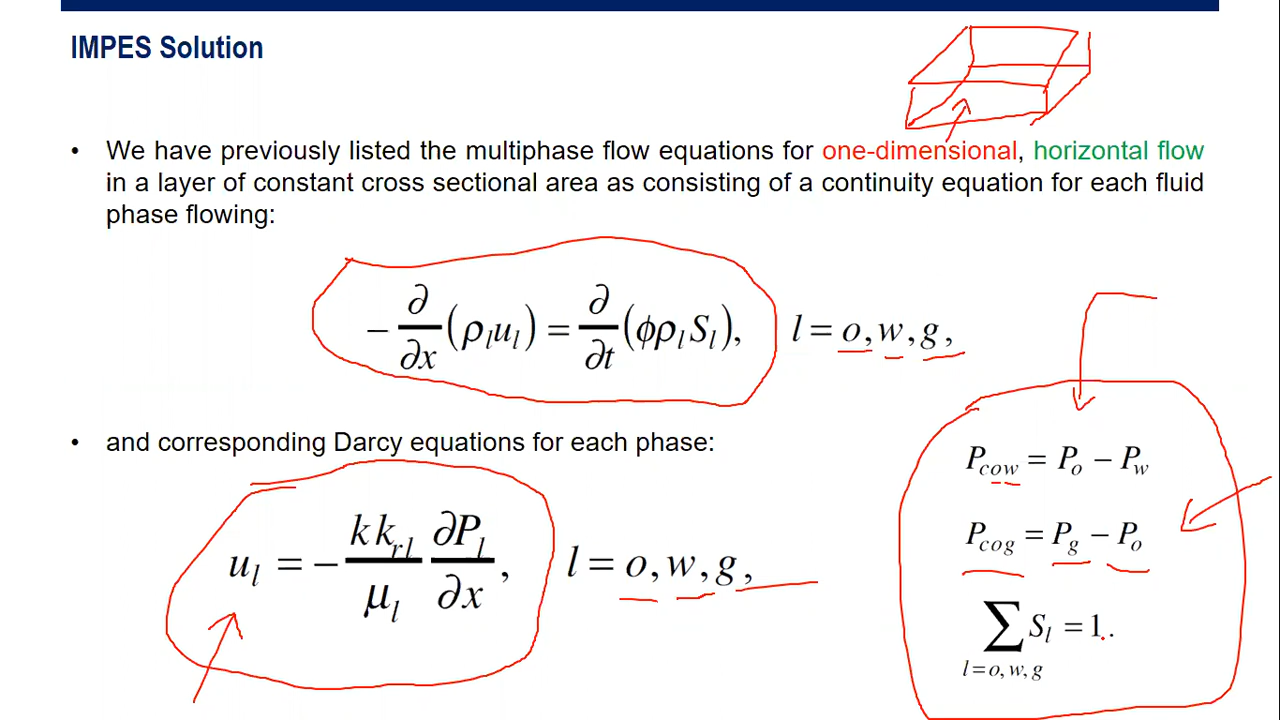 IMPES Solution
• We have previously listed the multiphase flow equations for one-dimensional, horizontal flow
in a layer of constant cross sectional area as consisting of a continuity equation for each fluid
phase flowing:
− ∂/∂x (ρ_l u_l) = ∂/∂t (ϕρ_l S_l), l = o, w, g,
• and corresponding Darcy equations for each phase:
u_l = − (k k_rl / μ_l) (∂P_l / ∂x), l = o, w, g,
P_cow = P_o − P_w
P_cog = P_g − P_o
∑_{l=o, w, g} S_l = 1..